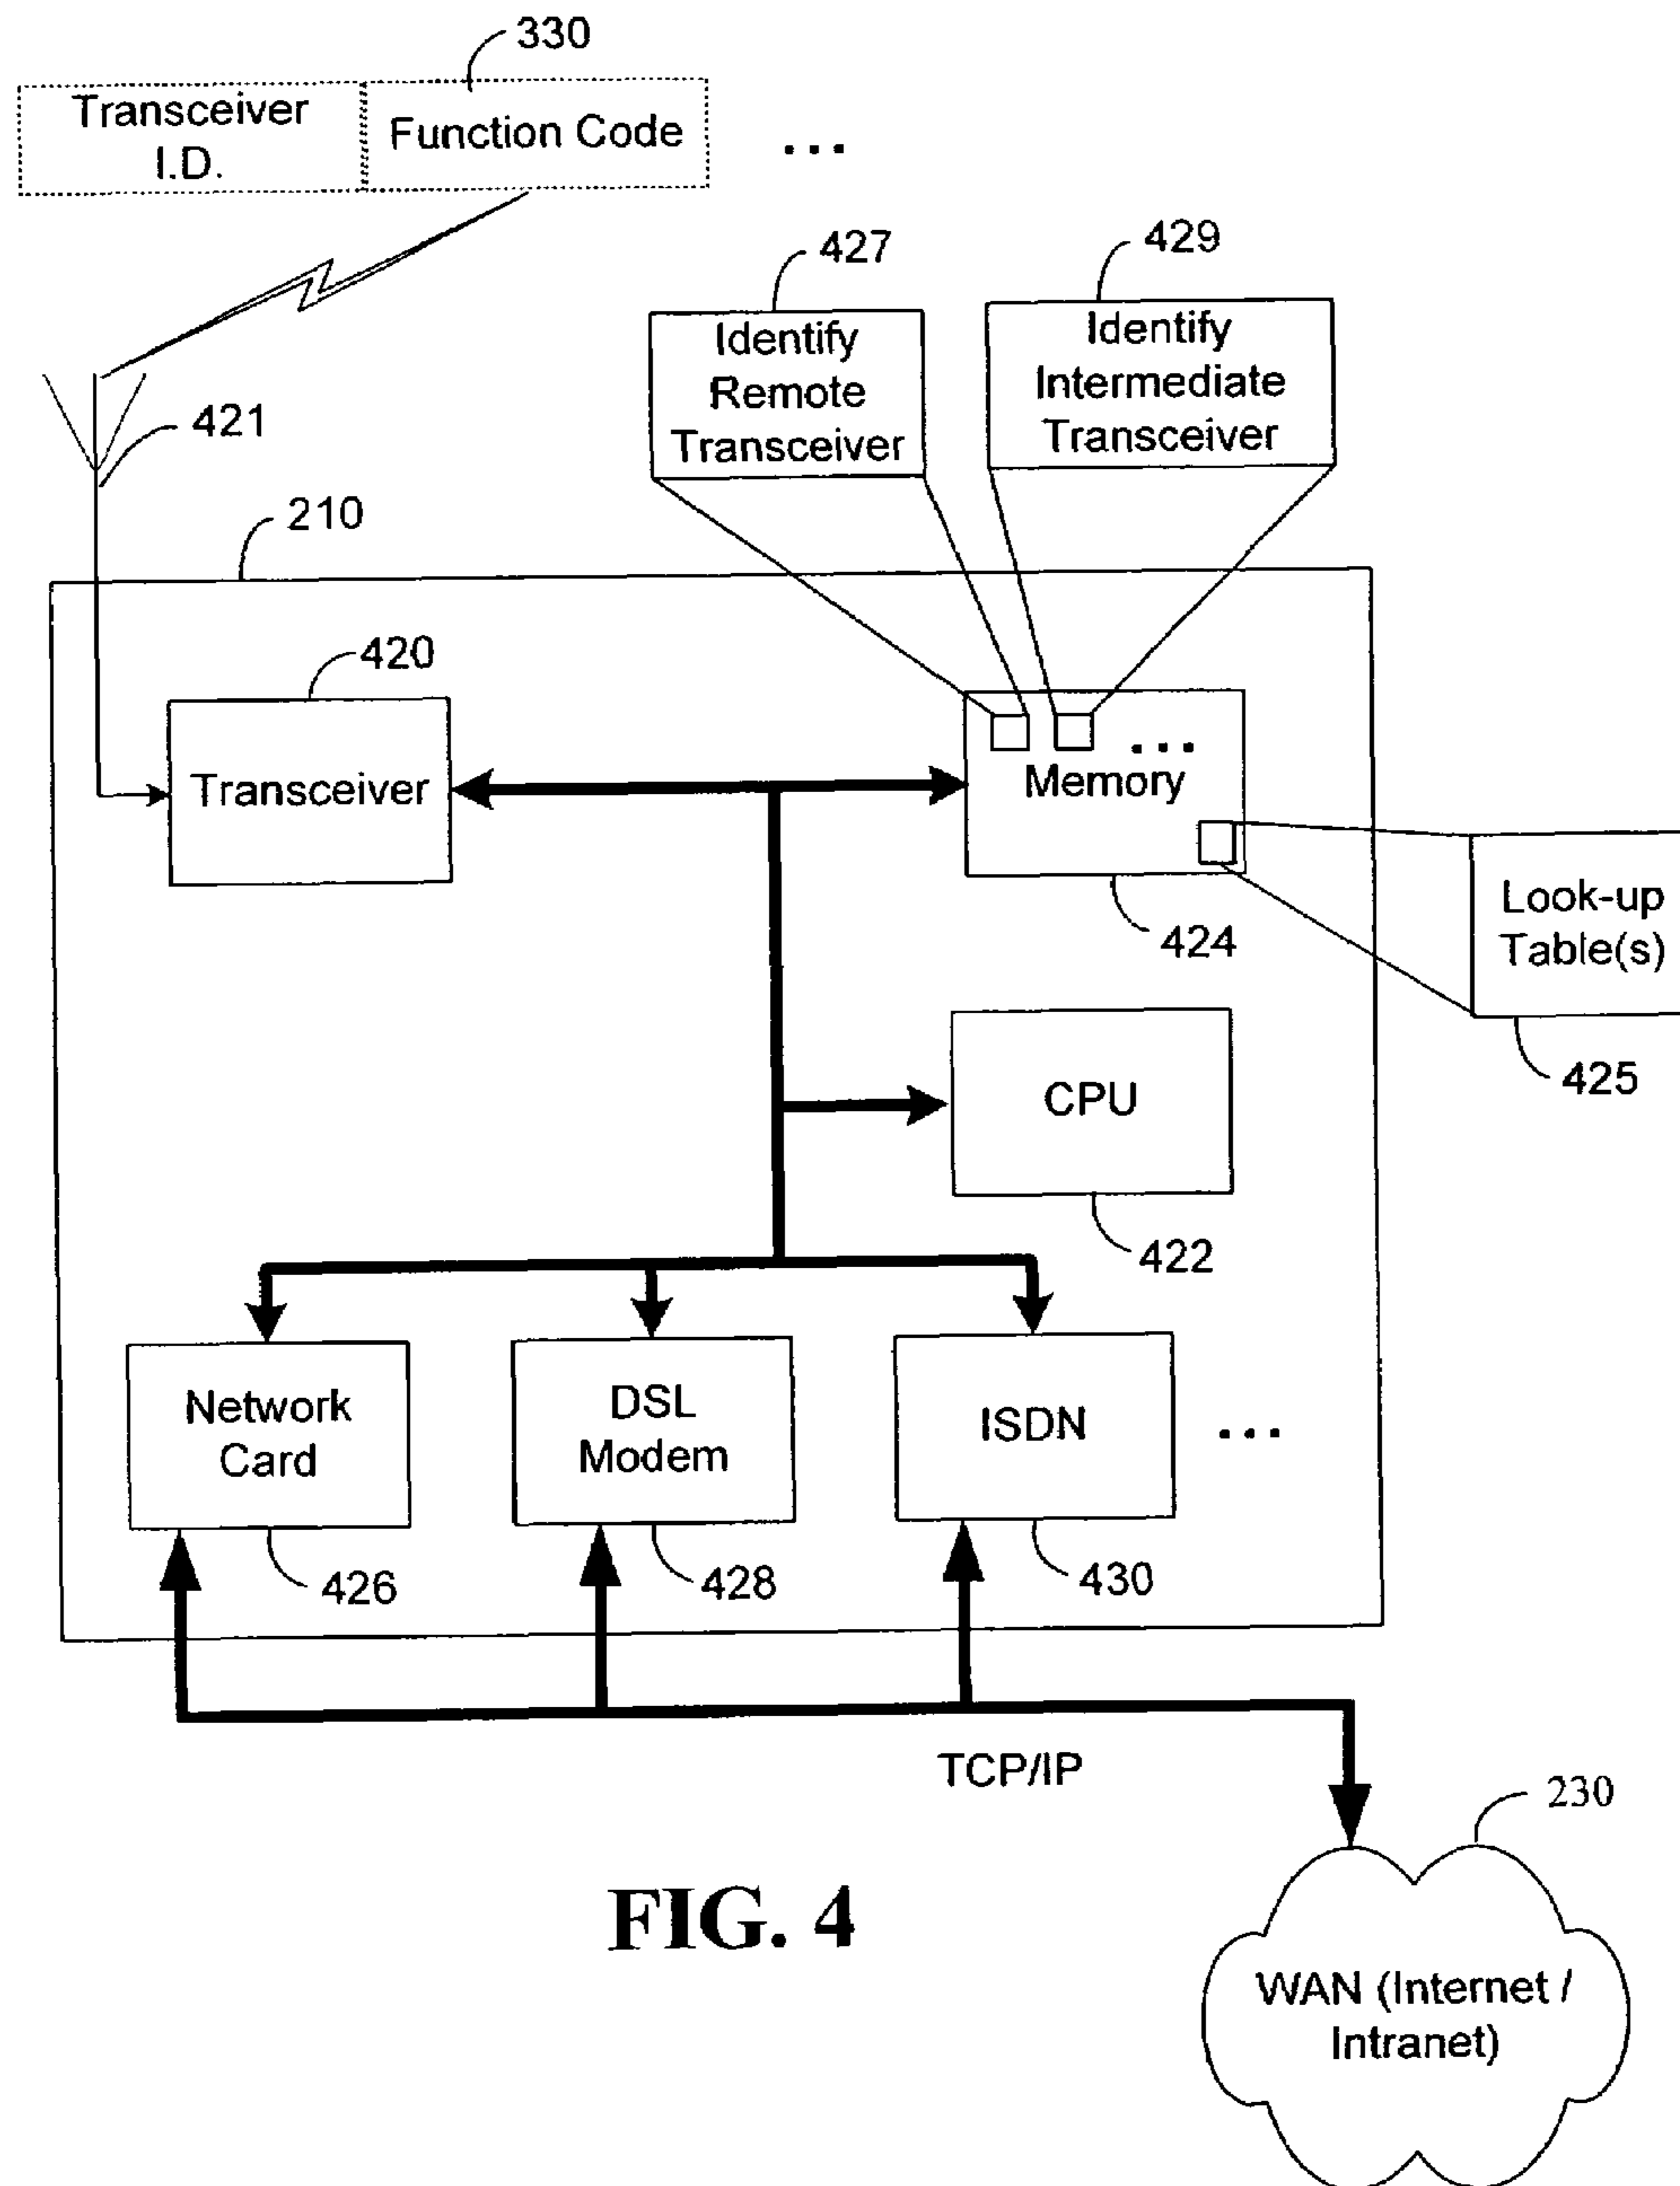 330
Transceiver
I.D.
Function Code
...
427
429
Identify
Remote
Transceiver
Identify
Intermediate
Transceiver
421
210
420
Transceiver
...
Memory
424
Look-up
Table(s)
425
CPU
422
Network
Card
DSL
Modem
ISDN
...
426
428
430
TCP/IP
230
FIG. 4
WAN (Internet /
Intranet)